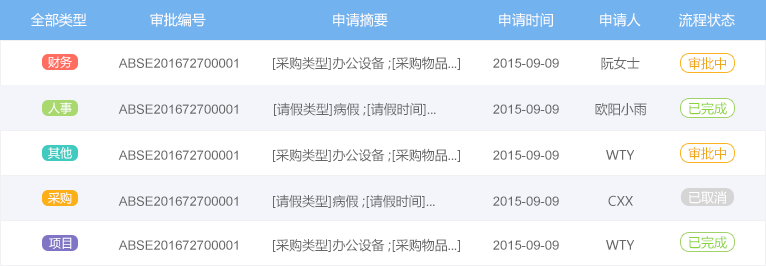 全部类型 审批编号 申请摘要 申请时间 申请人 流程状态
财务 ABSE201672700001 [采购类型]办公设备 ;[采购物品...] 2015-09-09 阮女士 审批中
人事 ABSE201672700001 [请假类型]病假 ;[请假时间]... 2015-09-09 欧阳小雨 已完成
其他 ABSE201672700001 [采购类型]办公设备 ;[采购物品...] 2015-09-09 WTY 审批中
采购 ABSE201672700001 [请假类型]病假 ;[请假时间]... 2015-09-09 CXX 已取消
项目 ABSE201672700001 [采购类型]办公设备 ;[采购物品...] 2015-09-09 WTY 已完成